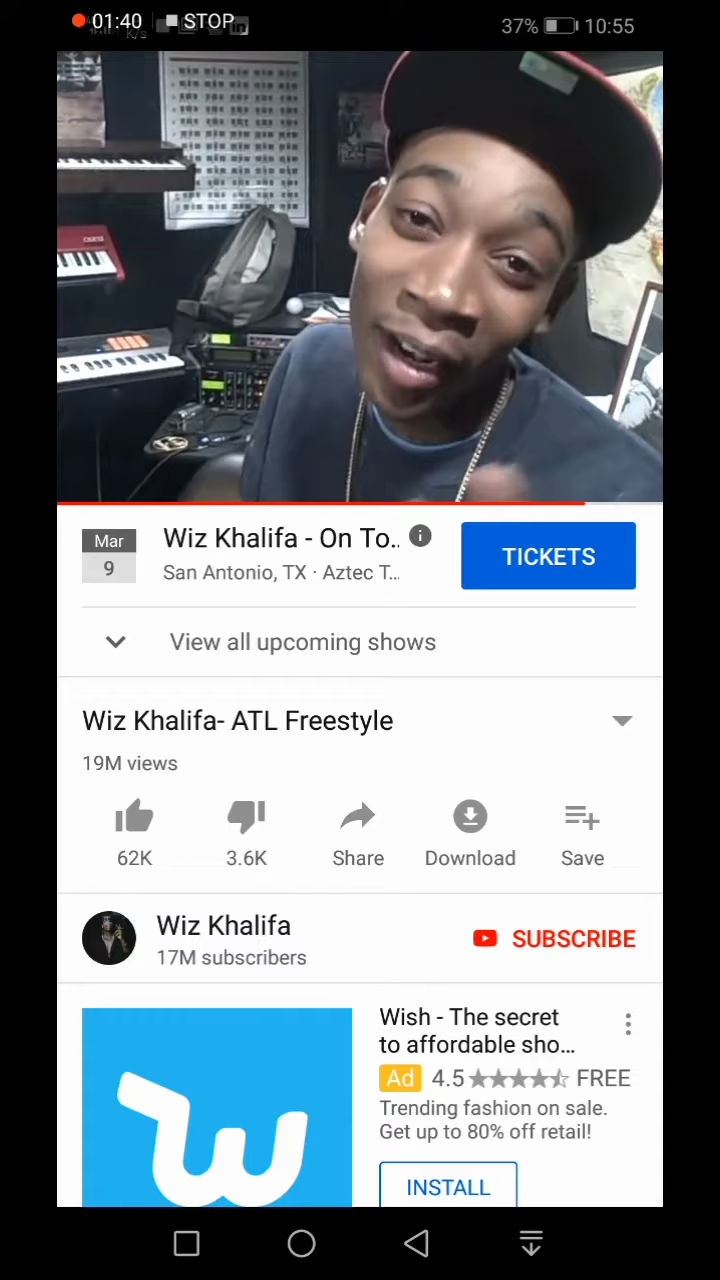 01:40 STOP
K/s
37% 10:55
Mar
9
Wiz Khalifa - On To..
San Antonio, TX · Aztec T...
TICKETS
View all upcoming shows
Wiz Khalifa- ATL Freestyle
19M views
62K
3.6K
Share
Download
Save
Wiz Khalifa
17M subscribers
SUBSCRIBE
Wish - The secret
to affordable sho...
Ad 4.5 FREE
Trending fashion on sale.
Get up to 80% off retail!
INSTALL